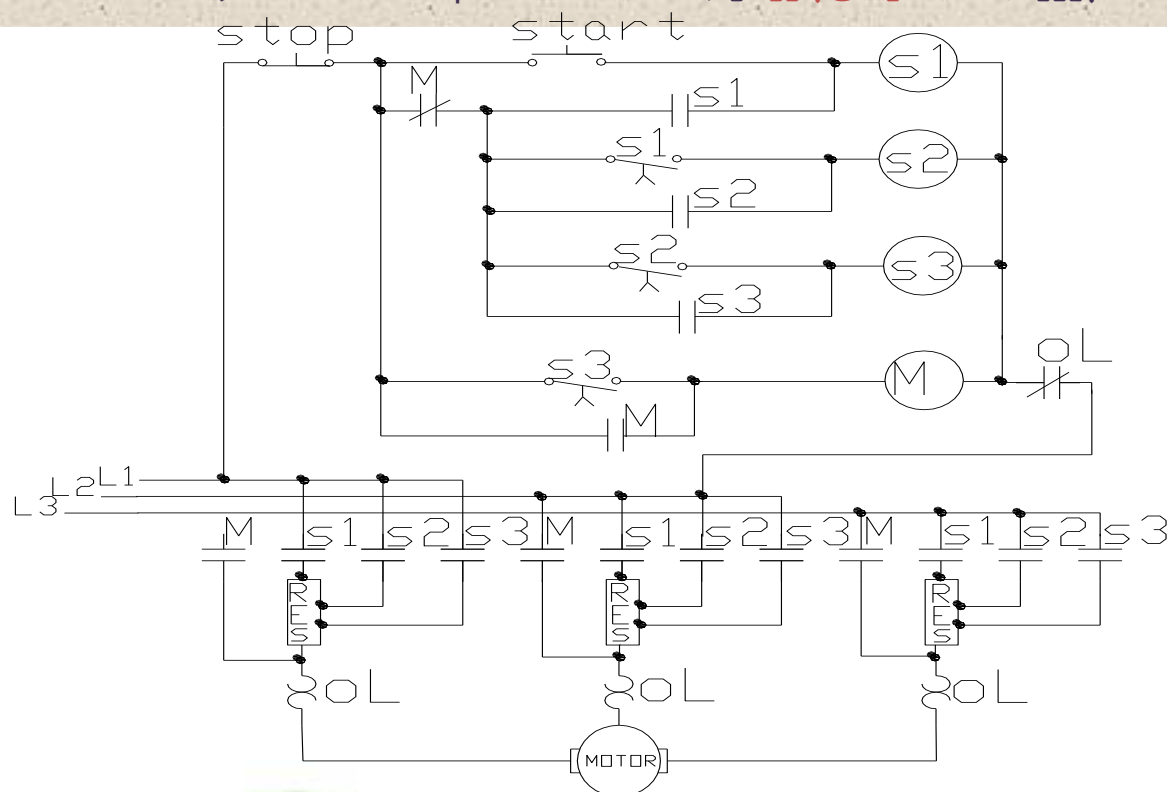 stop start
s1
M
s1
s1
s2
s2
s2
s3
s3
s3
M
OL
M
L1
L2
L3
M s1 s2 s3 M s1 s2 s3 M s1 s2 s3
RES RES RES
OL OL OL
MOTOR